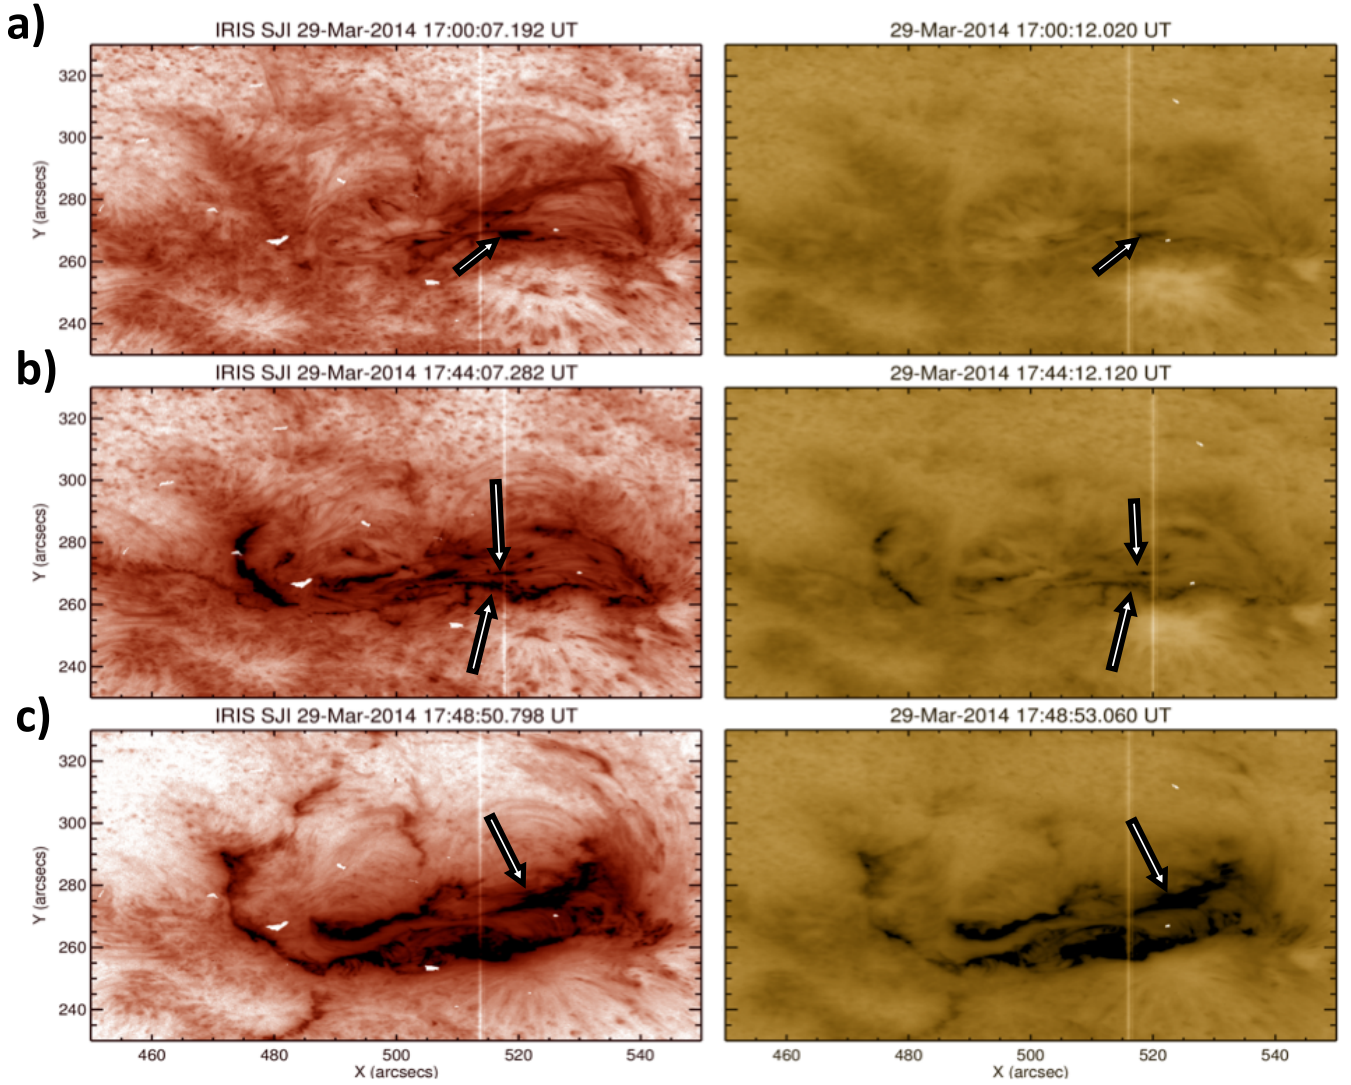 a)
IRIS SJI 29-Mar-2014 17:00:07.192 UT
29-Mar-2014 17:00:12.020 UT
320
300
280
260
240
Y (arcsecs)
Y (arcsecs)
b)
IRIS SJI 29-Mar-2014 17:44:07.282 UT
29-Mar-2014 17:44:12.120 UT
320
300
280
260
240
Y (arcsecs)
Y (arcsecs)
c)
IRIS SJI 29-Mar-2014 17:48:50.798 UT
29-Mar-2014 17:48:53.060 UT
320
300
280
260
240
Y (arcsecs)
Y (arcsecs)
460 480 500 520 540
460 480 500 520 540
X (arcsecs)
X (arcsec)